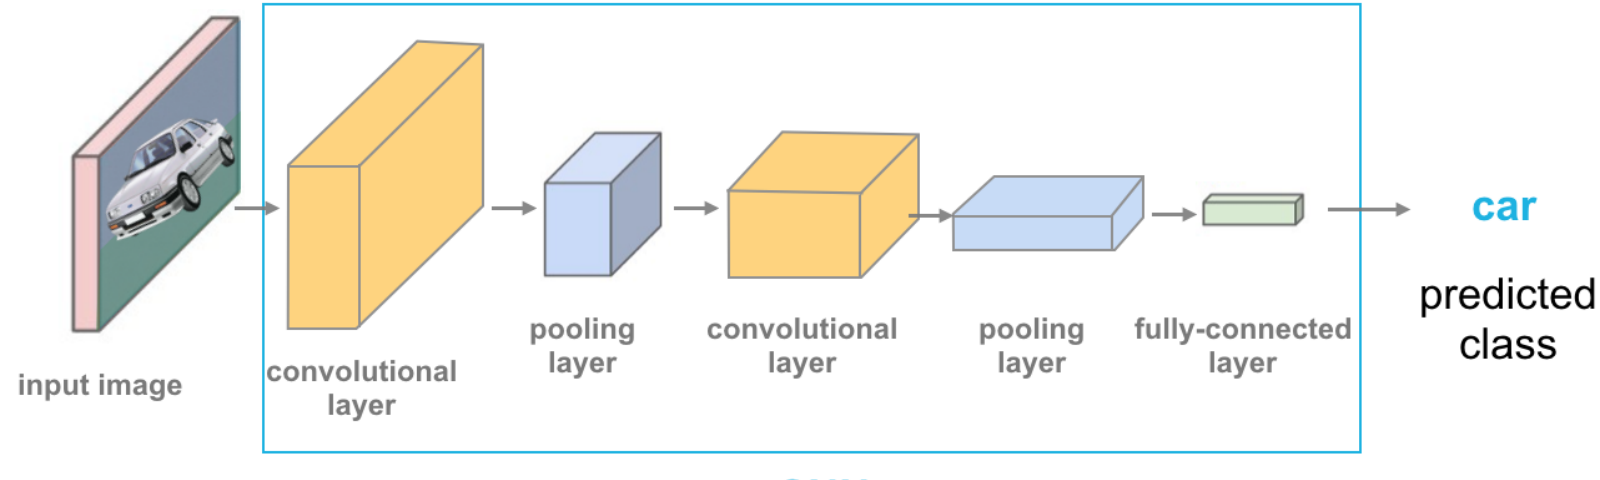 input image
convolutional
layer
pooling
layer
convolutional
layer
pooling
layer
fully-connected
layer
car
predicted
class